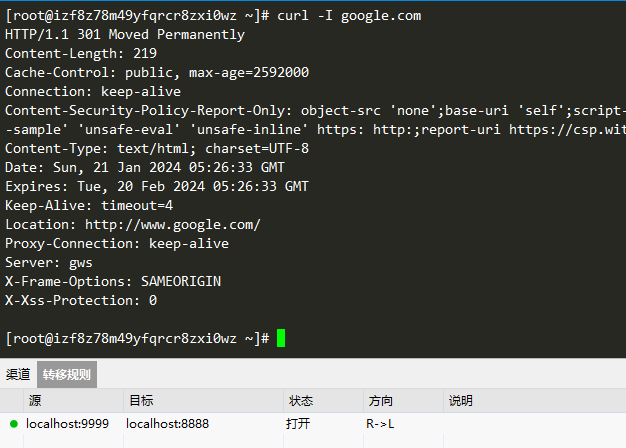 [root@izf8z78m49yfqrcr8zxi0wz ~]# curl -I google.com
HTTP/1.1 301 Moved Permanently
Content-Length: 219
Cache-Control: public, max-age=2592000
Connection: keep-alive
Content-Security-Policy-Report-Only: object-src 'none';base-uri 'self';script-
-sample' 'unsafe-eval' 'unsafe-inline' https: http:;report-uri https://csp.wit
Content-Type: text/html; charset=UTF-8
Date: Sun, 21 Jan 2024 05:26:33 GMT
Expires: Tue, 20 Feb 2024 05:26:33 GMT
Keep-Alive: timeout=4
Location: http://www.google.com/
Proxy-Connection: keep-alive
Server: gws
X-Frame-Options: SAMEORIGIN
X-Xss-Protection: 0
[root@izf8z78m49yfqrcr8zxi0wz ~]#
渠道 转移规则
源 目标 状态 方向 说明
localhost:9999 localhost:8888 打开 R->L